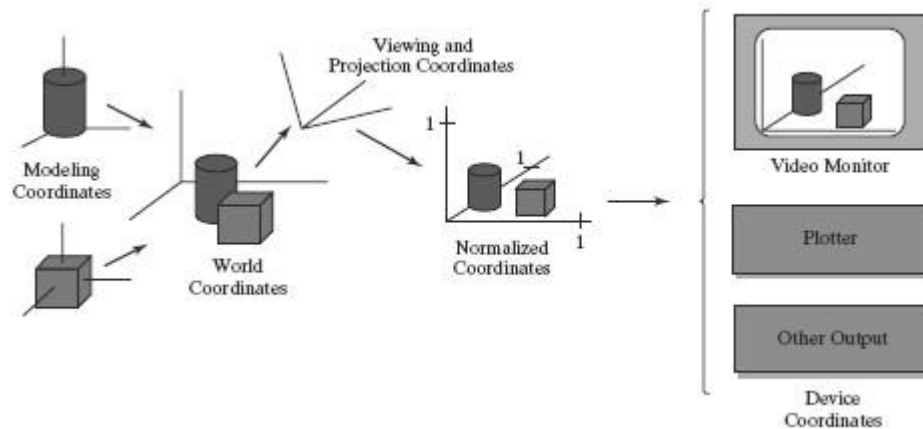 Modeling
Coordinates
World
Coordinates
Viewing and
Projection Coordinates
1
1
1
Normalized
Coordinates
Video Monitor
Plotter
Other Output
Device
Coordinates